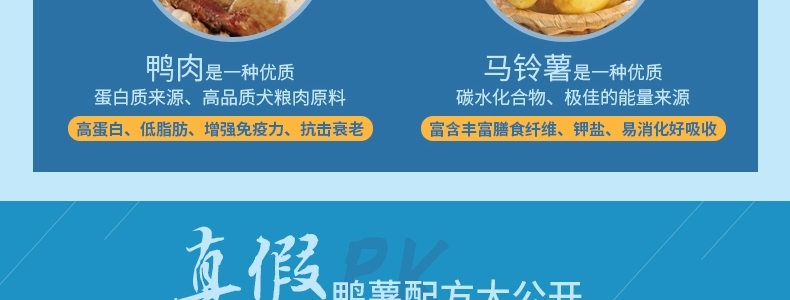 鸭肉是一种优质
蛋白质来源、高品质犬粮肉原料
高蛋白、低脂肪、增强免疫力、抗击衰老
马铃薯是一种优质
碳水化合物、极佳的能量来源
富含丰富膳食纤维、钾盐、易消化好吸收
真假PK
鸭薯配方大公开